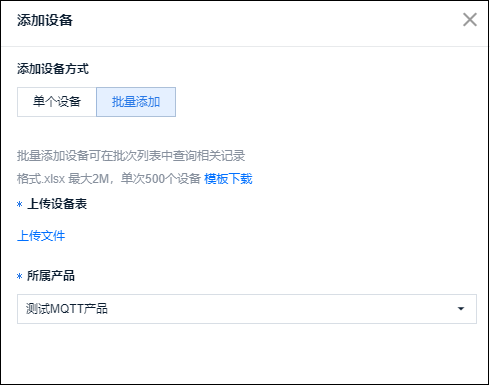 添加设备
添加设备方式
单个设备 批量添加
批量添加设备可在批次列表中查询相关记录
格式.xlsx 最大2M，单次500个设备 模板下载
* 上传设备表
上传文件
* 所属产品
测试MQTT产品